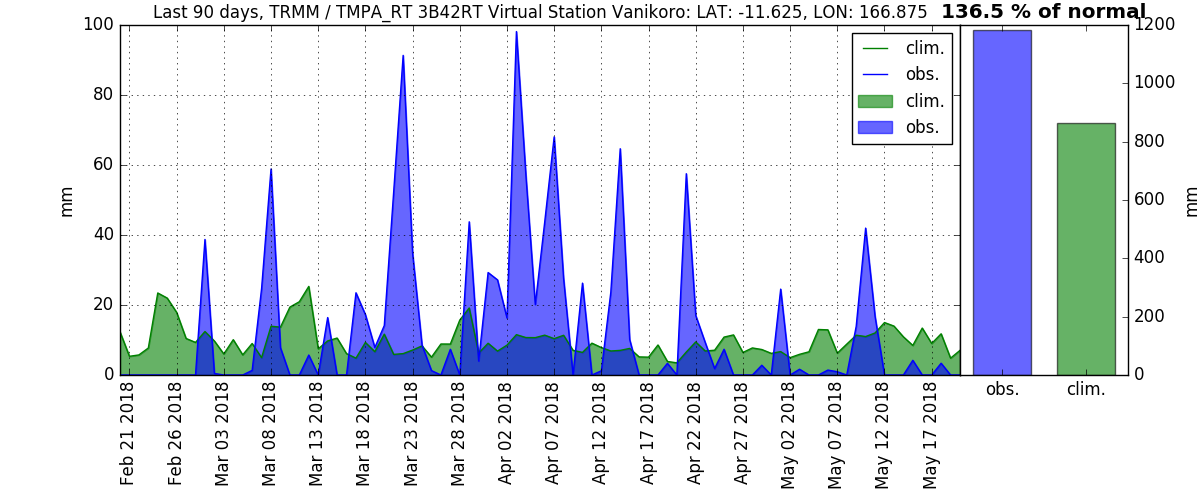 Last 90 days, TRMM / TMPA_RT 3B42RT Virtual Station Vanikoro: LAT: -11.625, LON: 166.875
136.5 % of normal
100
80
60
40
20
0
mm
clim.
obs.
clim.
obs.
Feb 21 2018
Feb 26 2018
Mar 03 2018
Mar 08 2018
Mar 13 2018
Mar 18 2018
Mar 23 2018
Mar 28 2018
Apr 02 2018
Apr 07 2018
Apr 12 2018
Apr 17 2018
Apr 22 2018
Apr 27 2018
May 02 2018
May 07 2018
May 12 2018
May 17 2018
1200
1000
800
600
400
200
0
mm
obs.
clim.